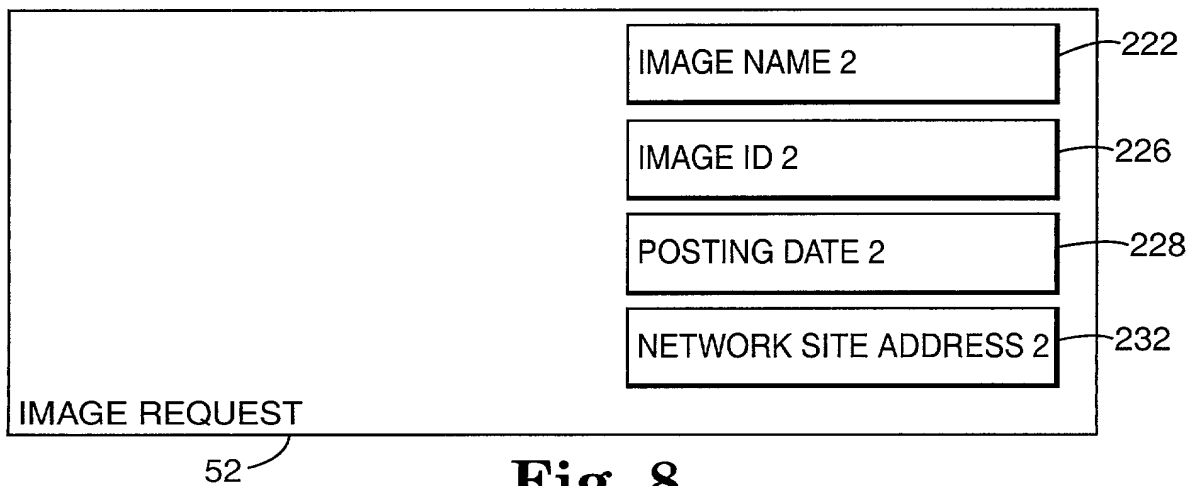 IMAGE NAME 2
222
IMAGE ID 2
226
POSTING DATE 2
228
NETWORK SITE ADDRESS 2
232
IMAGE REQUEST
52
Fig. 8